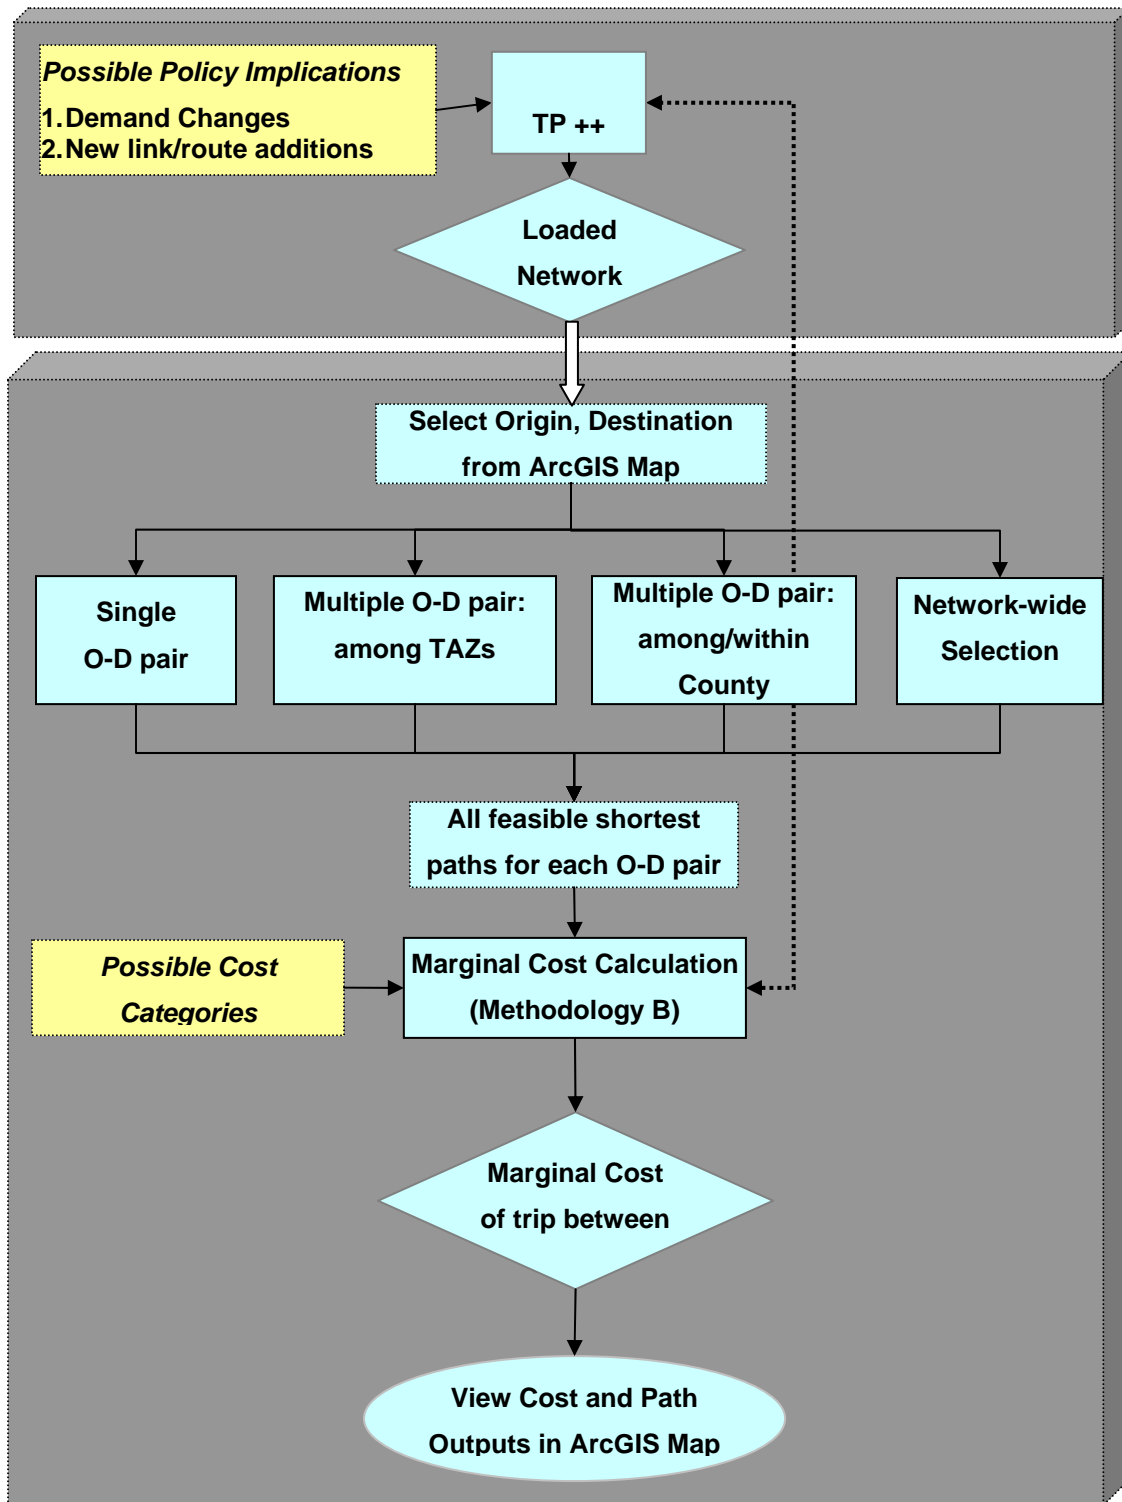 Possible Policy Implications
1.Demand Changes
2.New link/route additions
TP ++
Loaded
Network
Select Origin, Destination
from ArcGIS Map
Single
O-D pair
Multiple O-D pair:
among TAZs
Multiple O-D pair:
among/within
County
Network-wide
Selection
All feasible shortest
paths for each O-D pair
Possible Cost
Categories
Marginal Cost Calculation
(Methodology B)
Marginal Cost
of trip between
View Cost and Path
Outputs in ArcGIS Map